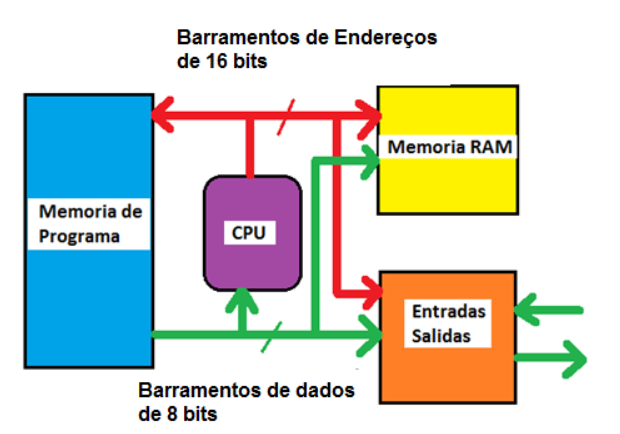 Barramentos de Endereços
de 16 bits
Memoria RAM
Memoria de
Programa
CPU
Entradas
Salidas
Barramentos de dados
de 8 bits